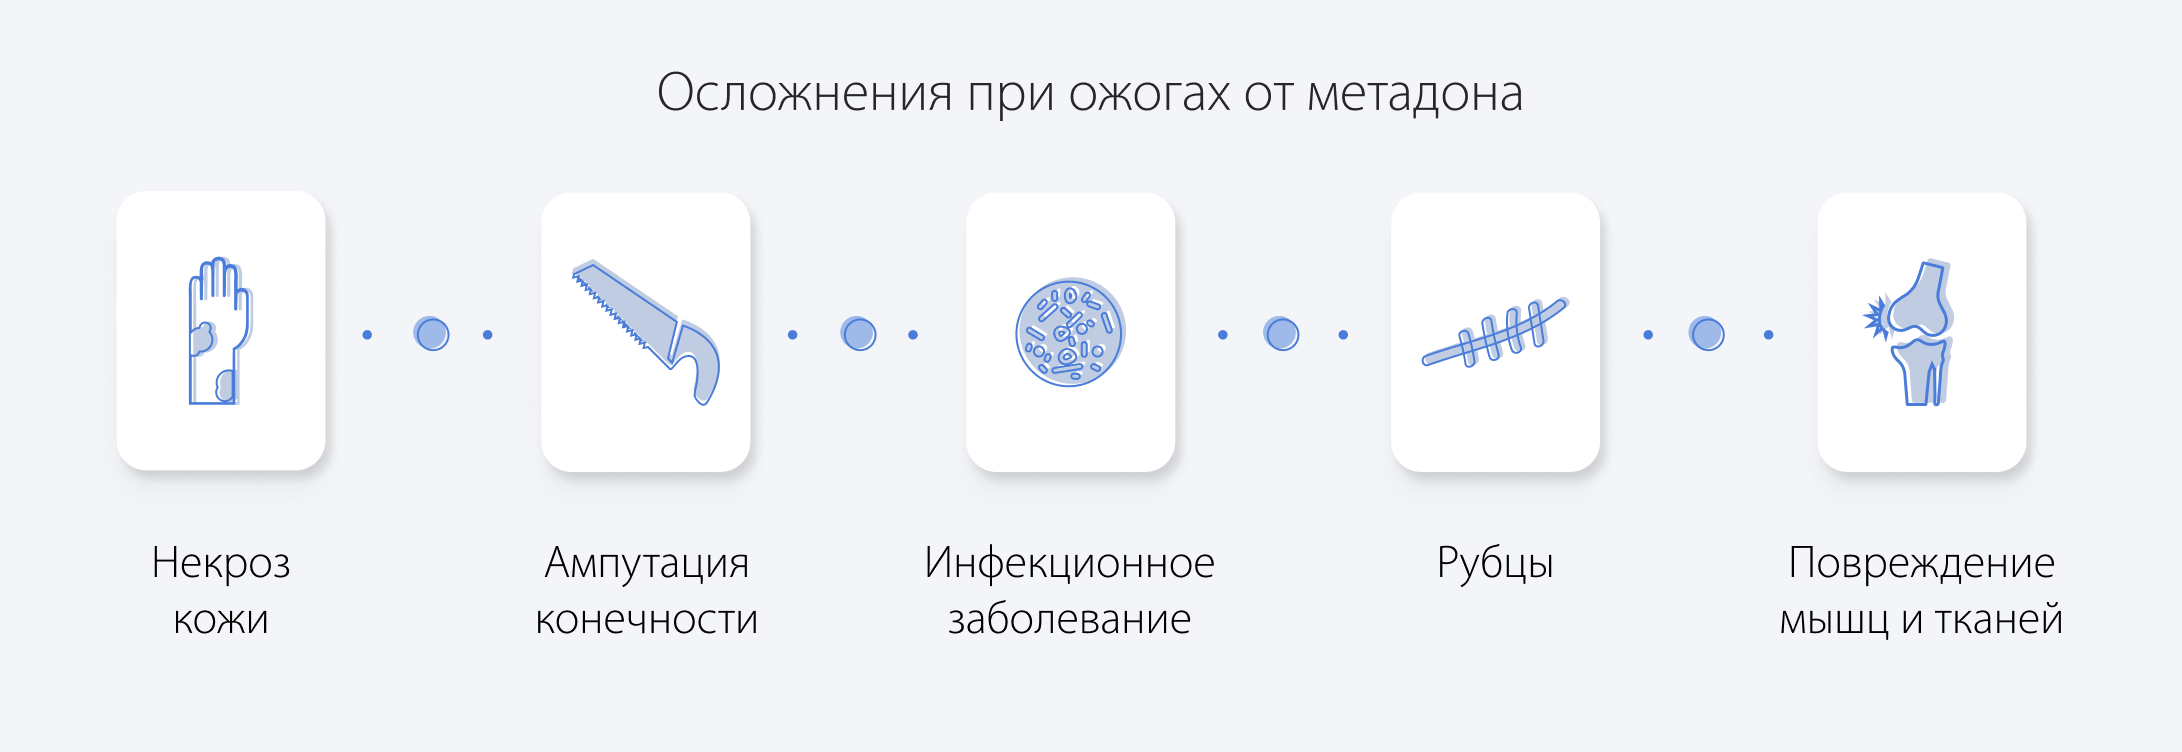 Осложнения при ожогах от метадона
Некроз
кожи
Ампутация
конечности
Инфекционное
заболевание
Рубцы
Повреждение
мышц и тканей